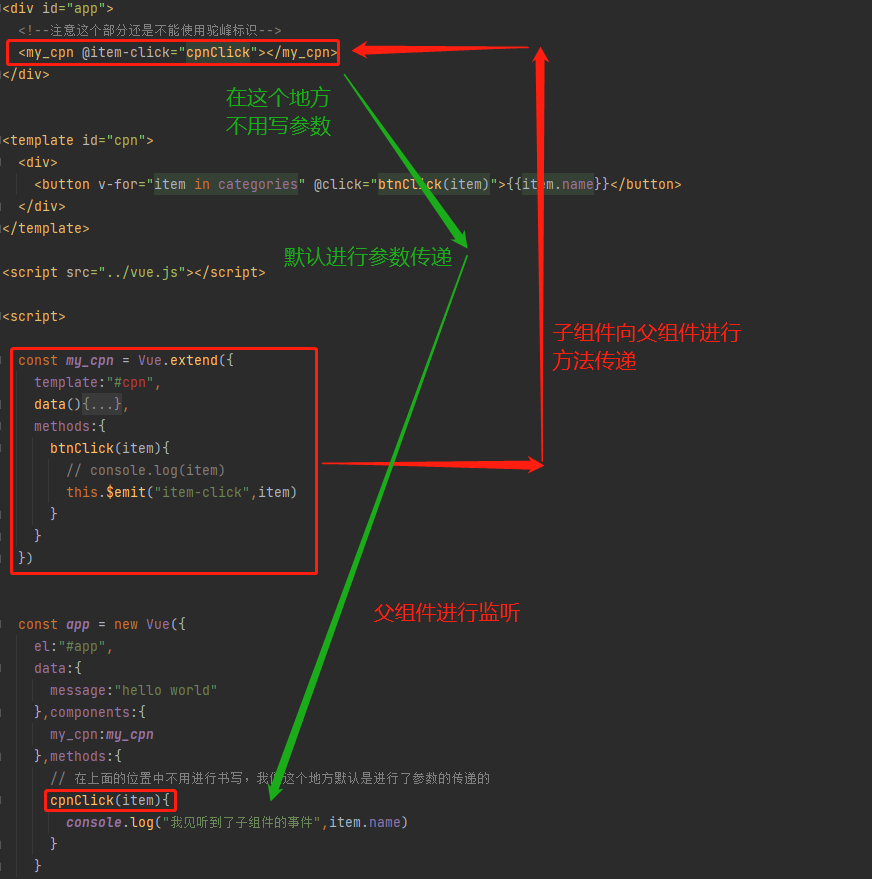 <div id="app">
<!--注意这个部分还是不能使用驼峰标识-->
<my_cpn @item-click="cpnClick"></my_cpn>
</div>
在这个地方
不用写参数
<template id="cpn">
<div>
<button v-for="item in categories" @click="btnClick(item)">{{item.name}}</button>
</div>
</template>
默认进行参数传递
<script src="../vue.js"></script>
<script>
子组件向父组件进行
方法传递
const my_cpn = Vue.extend({
template:"#cpn",
data(){...},
methods:{
btnClick(item){
// console.log(item)
this.$emit("item-click",item)
}
}
})
父组件进行监听
const app = new Vue({
el:"#app",
data:{
message:"hello world"
},components:{
my_cpn:my_cpn
},methods:{
// 在上面的位置中不用进行书写，我们这个地方默认是进行了参数的传递的
cpnClick(item){
console.log("我见听到了子组件的事件",item.name)
}
}